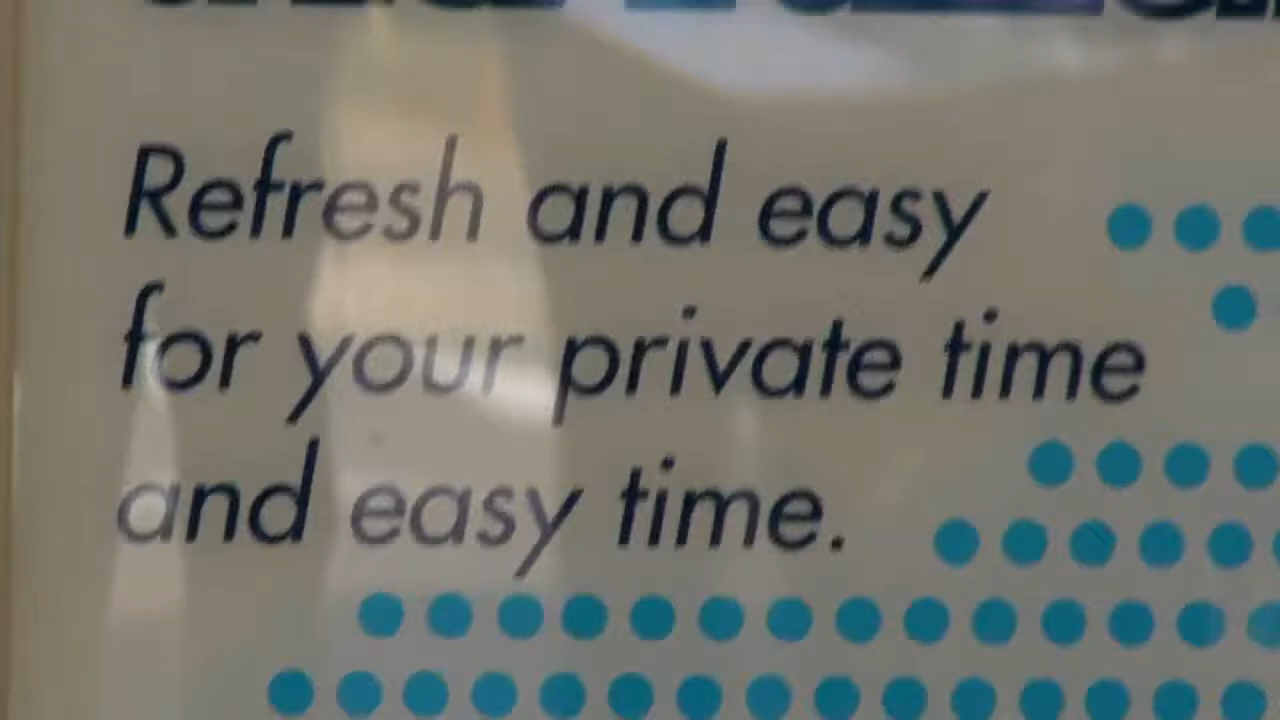 Refresh and easy
for your private time
and easy time.